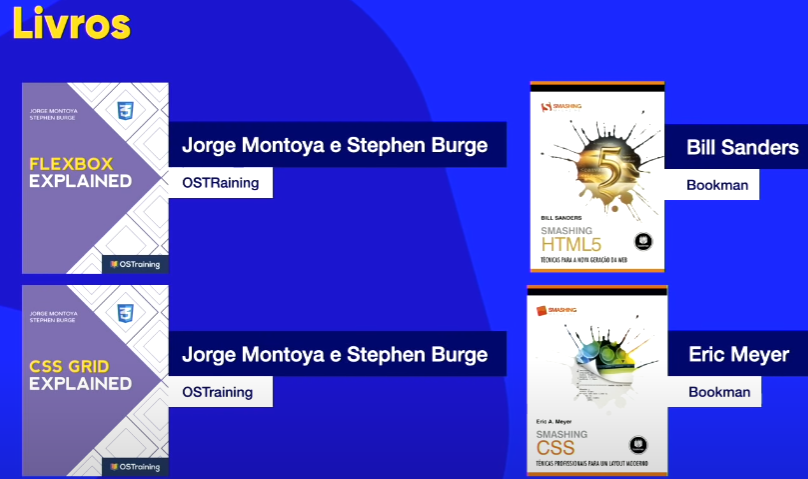 Livros
JORGE MONTOYA
STEPHEN BURGE
FLEXBOX
EXPLAINED
OSTraining
Jorge Montoya e Stephen Burge
OSTRaining
SMASHING
5
BILL SANDERS
SMASHING
HTML5
TÉCNICAS PARA A NOVA GERAÇÃO DA WEB
Bill Sanders
Bookman
JORGE MONTOYA
STEPHEN BURGE
CSS GRID
EXPLAINED
OSTraining
Jorge Montoya e Stephen Burge
OSTraining
SMASHING
Eric A. Meyer
SMASHING
CSS
TÉCNICAS PROFISSIONAIS PARA UM LAYOUT MODERNO
Eric Meyer
Bookman